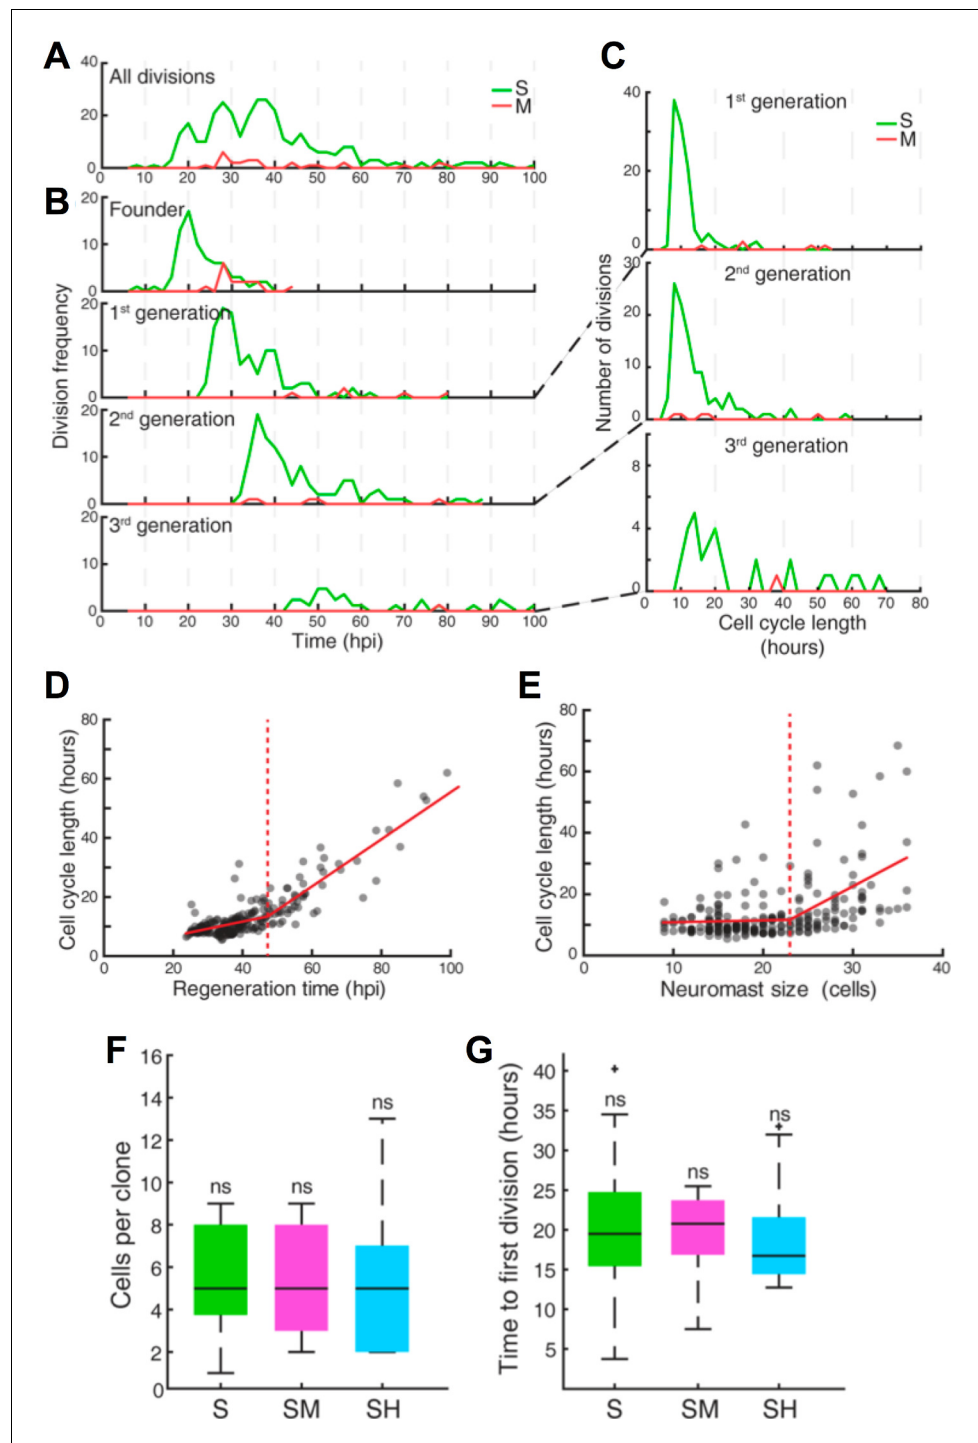 A
All divisions
S
M
40
20
0
0 10 20 30 40 50 60 70 80 90 100
B
Founder
20
10
0
1st generation
20
10
0
2nd generation
20
10
0
3rd generation
20
10
0
0 10 20 30 40 50 60 70 80 90 100
Division frequency
Time (hpi)
C
1st generation
S
M
40
20
0
2nd generation
30
20
10
0
3rd generation
8
4
0
0 10 20 30 40 50 60 70 80
Number of divisions
Cell cycle length
(hours)
D
80
60
40
20
0
0 20 40 60 80 100
Cell cycle length (hours)
Regeneration time (hpi)
E
80
60
40
20
0
0 10 20 30 40
Cell cycle length (hours)
Neuromast size (cells)
F
16
14
12
10
8
6
4
2
0
Cells per clone
ns ns ns
S SM SH
G
40
35
30
25
20
15
10
5
Time to first division (hours)
ns ns ns
S SM SH